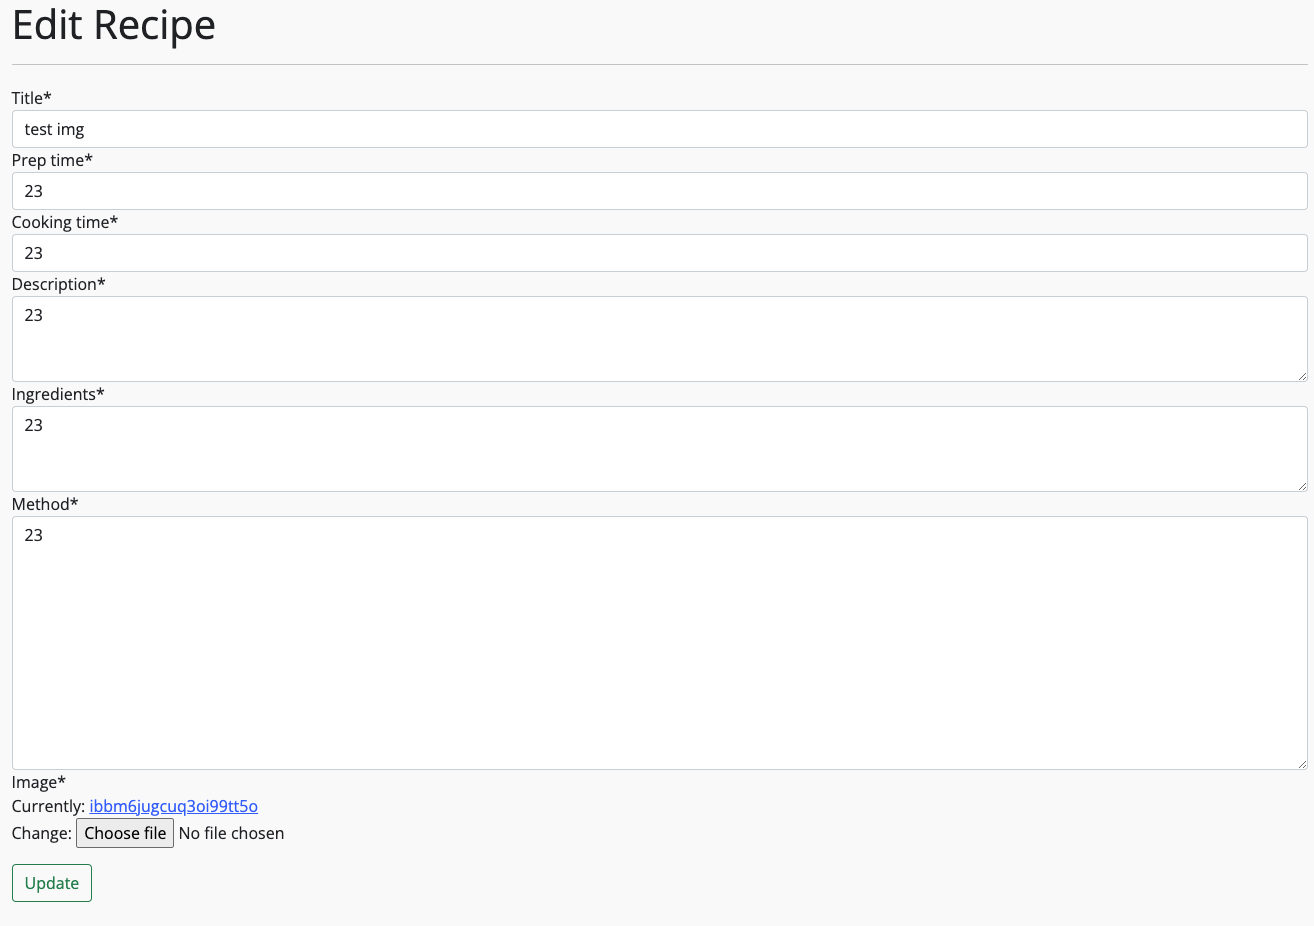 Edit Recipe
Title*
test img
Prep time*
23
Cooking time*
23
Description*
23
Ingredients*
23
Method*
23
Image*
Currently: ibbm6jugcuq3oi99tt5o
Change: Choose file No file chosen
Update